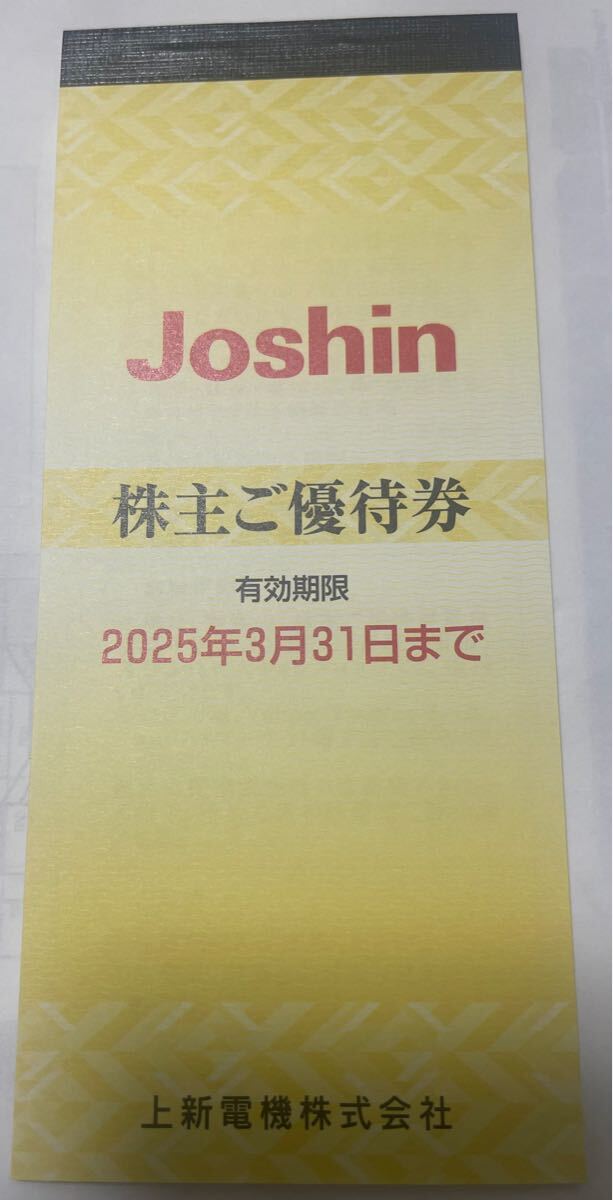 Joshin
株主ご優待券
有効期限
2025年3月31日まで
上新電機株式会社